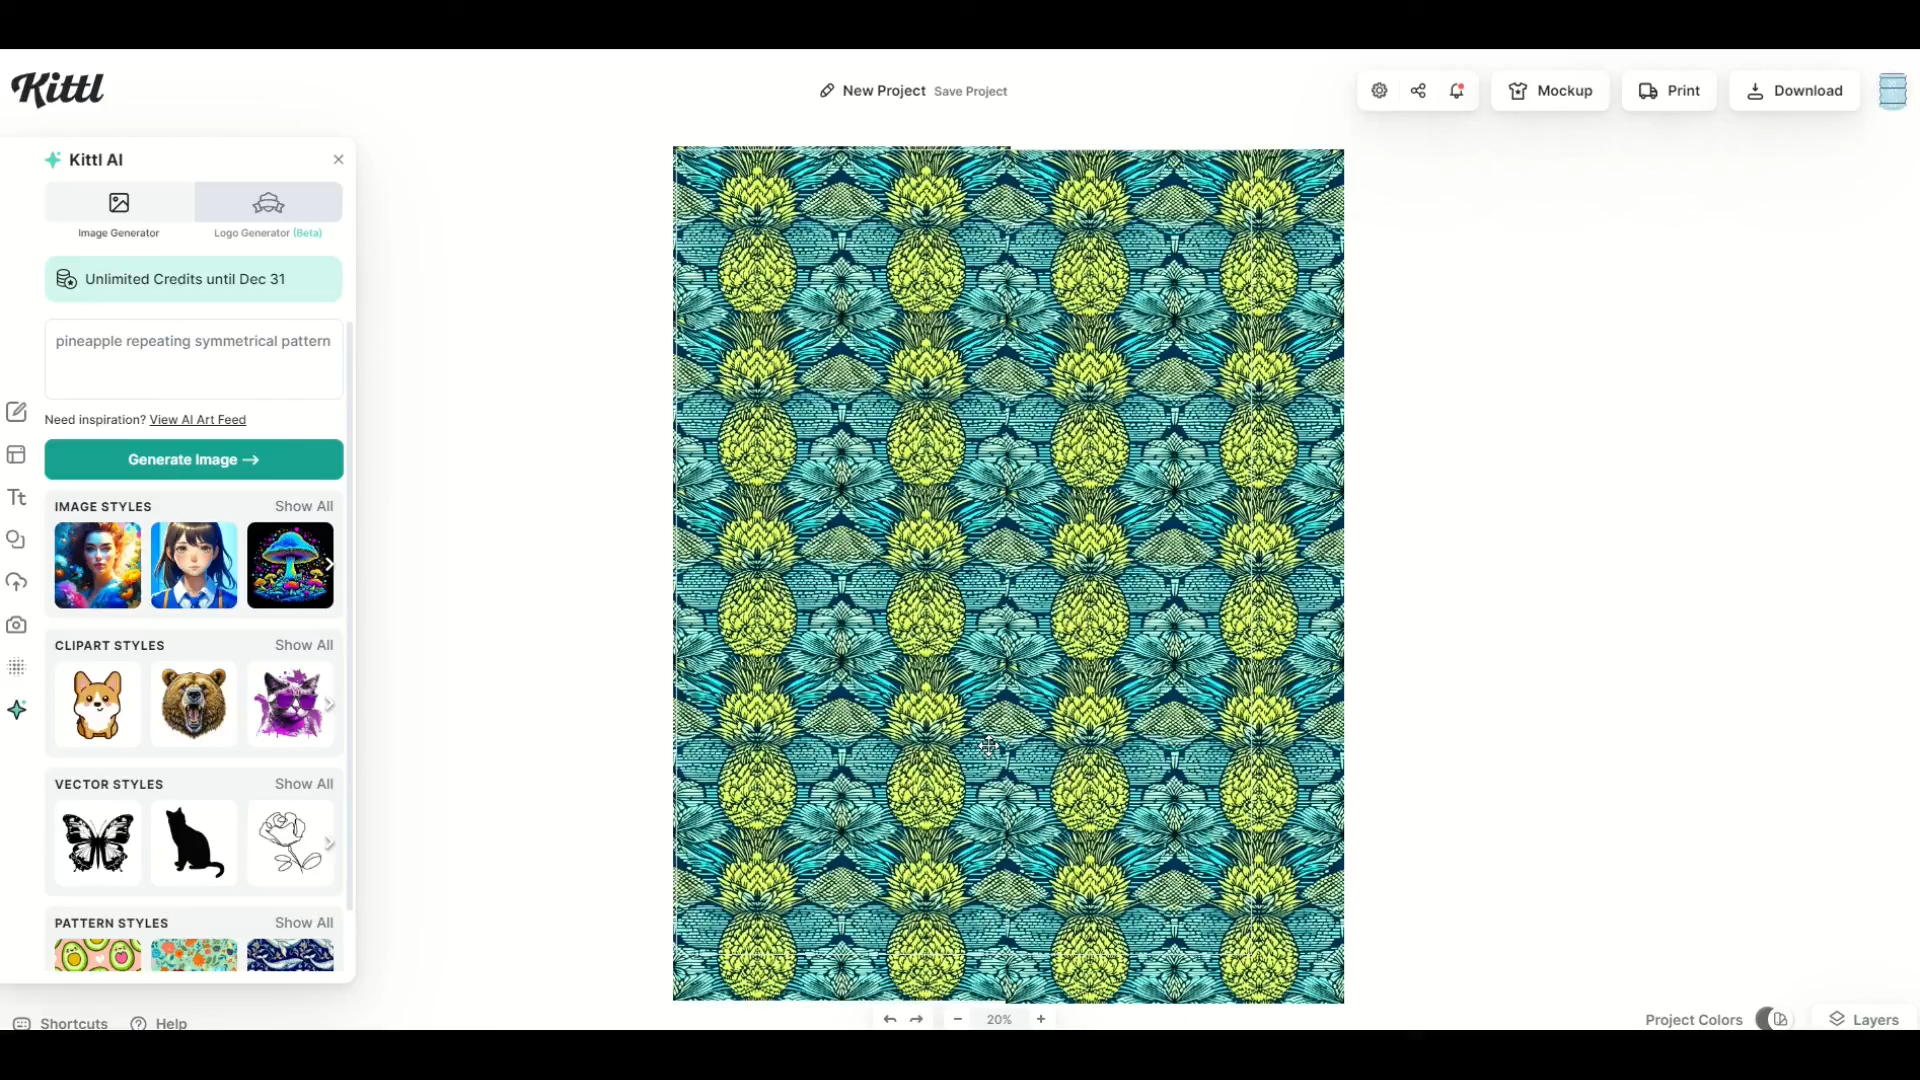 Kittl
New Project Save Project
Mockup
Print
Download
Kittl AI
Image Generator
Logo Generator (Beta)
Unlimited Credits until Dec 31
pineapple repeating symmetrical pattern
Need inspiration? View AI Art Feed
Generate Image →
IMAGE STYLES Show All
CLIPART STYLES Show All
VECTOR STYLES Show All
PATTERN STYLES Show All
Tt
Shortcuts
Help
20%
Project Colors
Layers